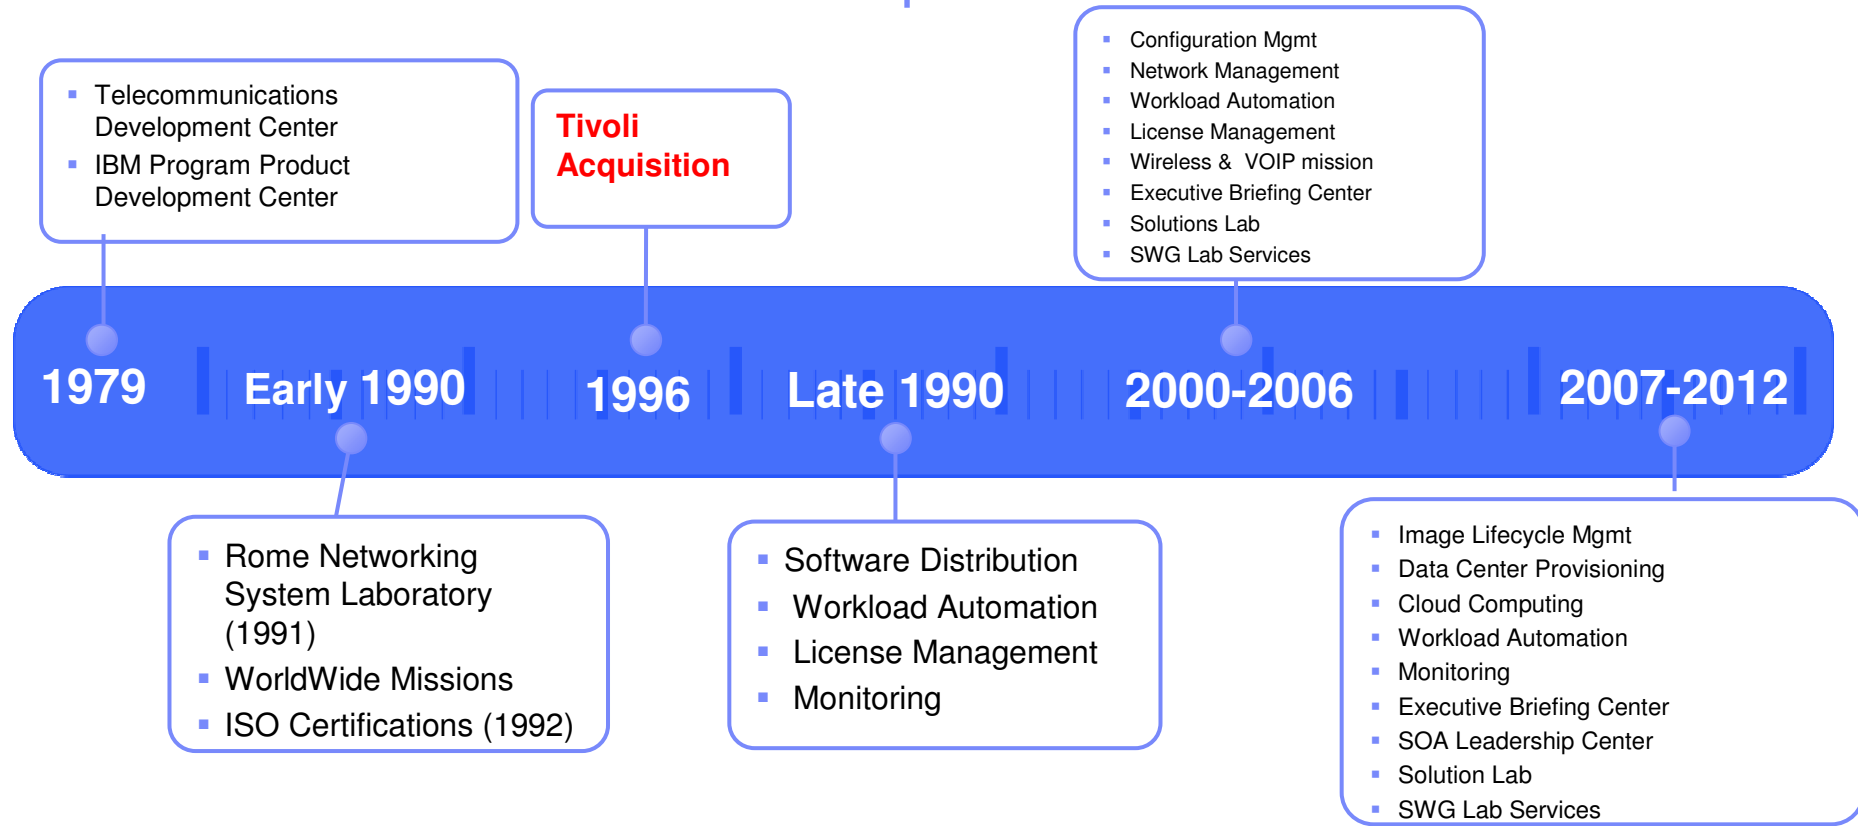 Telecommunications
Development Center
IBM Program Product
Development Center
Tivoli
Acquisition
Configuration Mgmt
Network Management
Workload Automation
License Management
Wireless & VOIP mission
Executive Briefing Center
Solutions Lab
SWG Lab Services
1979
Early 1990
1996
Late 1990
2000-2006
2007-2012
Rome Networking
System Laboratory
(1991)
WorldWide Missions
ISO Certifications (1992)
Software Distribution
Workload Automation
License Management
Monitoring
Image Lifecycle Mgmt
Data Center Provisioning
Cloud Computing
Workload Automation
Monitoring
Executive Briefing Center
SOA Leadership Center
Solution Lab
SWG Lab Services